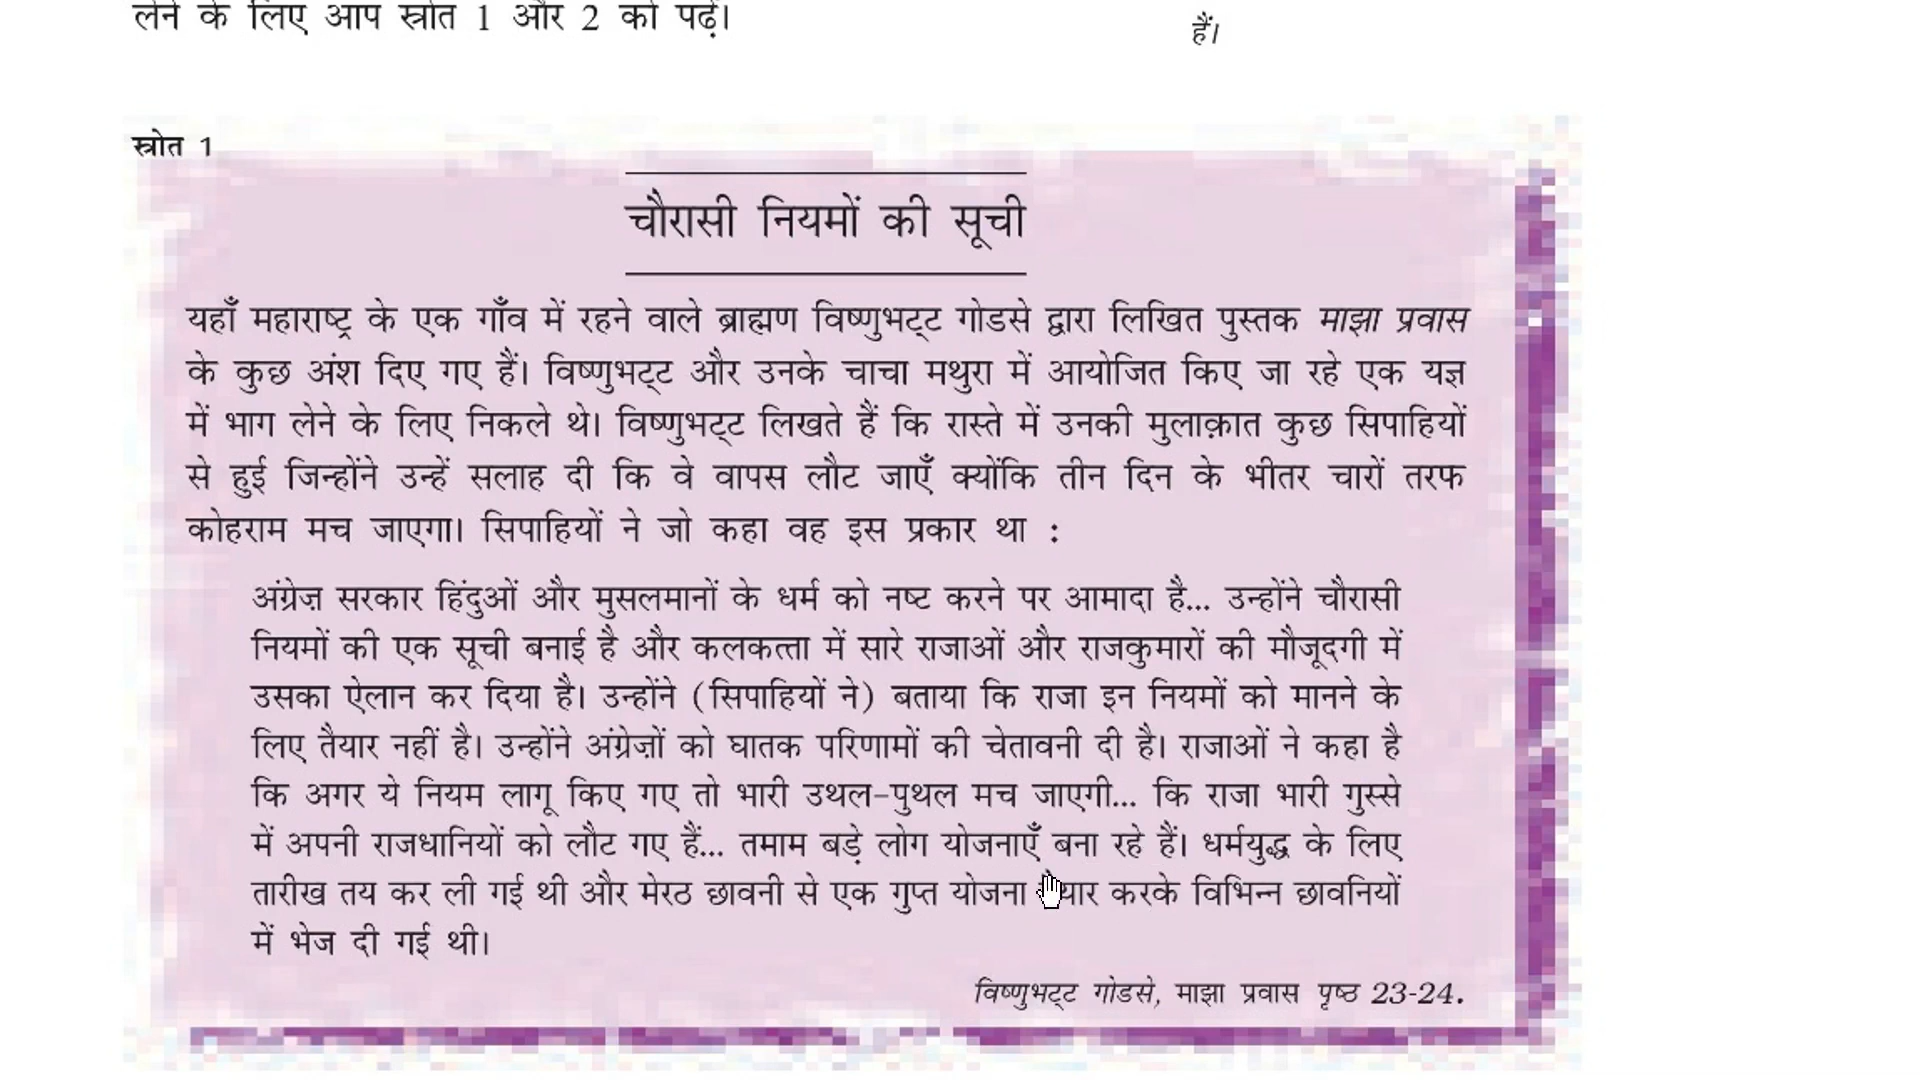 लेने के लिए आप स्रोत 1 और 2 को पढ़ें।
हैं।
स्रोत 1
चौरासी नियमों की सूची
यहाँ महाराष्ट्र के एक गाँव में रहने वाले ब्राह्मण विष्णुभट्ट गोडसे द्वारा लिखित पुस्तक माझा प्रवास
के कुछ अंश दिए गए हैं। विष्णुभट्ट और उनके चाचा मथुरा में आयोजित किए जा रहे एक यज्ञ
में भाग लेने के लिए निकले थे। विष्णुभट्ट लिखते हैं कि रास्ते में उनकी मुलाक़ात कुछ सिपाहियों
से हुई जिन्होंने उन्हें सलाह दी कि वे वापस लौट जाएँ क्योंकि तीन दिन के भीतर चारों तरफ
कोहराम मच जाएगा। सिपाहियों ने जो कहा वह इस प्रकार था :
अंग्रेज़ सरकार हिंदुओं और मुसलमानों के धर्म को नष्ट करने पर आमादा है... उन्होंने चौरासी
नियमों की एक सूची बनाई है और कलकत्ता में सारे राजाओं और राजकुमारों की मौजूदगी में
उसका ऐलान कर दिया है। उन्होंने (सिपाहियों ने) बताया कि राजा इन नियमों को मानने के
लिए तैयार नहीं है। उन्होंने अंग्रेज़ों को घातक परिणामों की चेतावनी दी है। राजाओं ने कहा है
कि अगर ये नियम लागू किए गए तो भारी उथल-पुथल मच जाएगी... कि राजा भारी गुस्से
में अपनी राजधानियों को लौट गए हैं... तमाम बड़े लोग योजनाएँ बना रहे हैं। धर्मयुद्ध के लिए
तारीख तय कर ली गई थी और मेरठ छावनी से एक गुप्त योजना तैयार करके विभिन्न छावनियों
में भेज दी गई थी।
विष्णुभट्ट गोडसे, माझा प्रवास पृष्ठ 23-24.